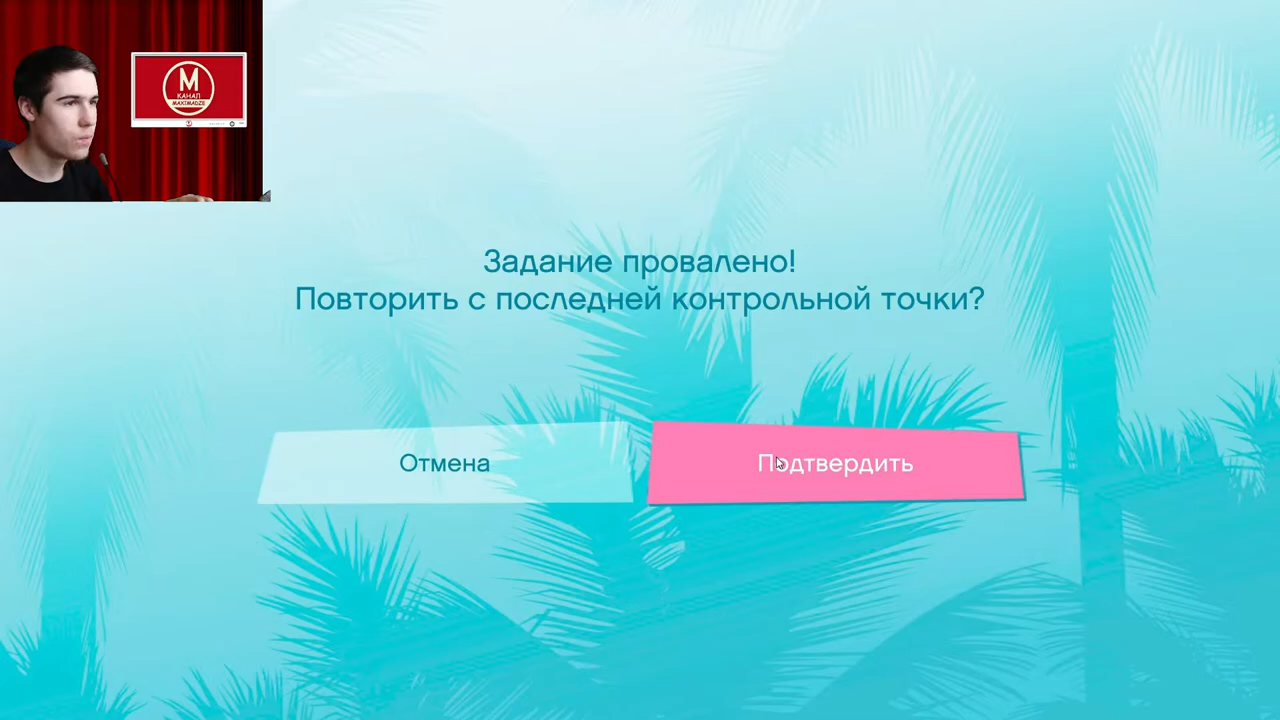 М
КАНАЛ
MAXIMADZE
Задание провалено!
Повторить с последней контрольной точки?
Отмена
Подтвердить